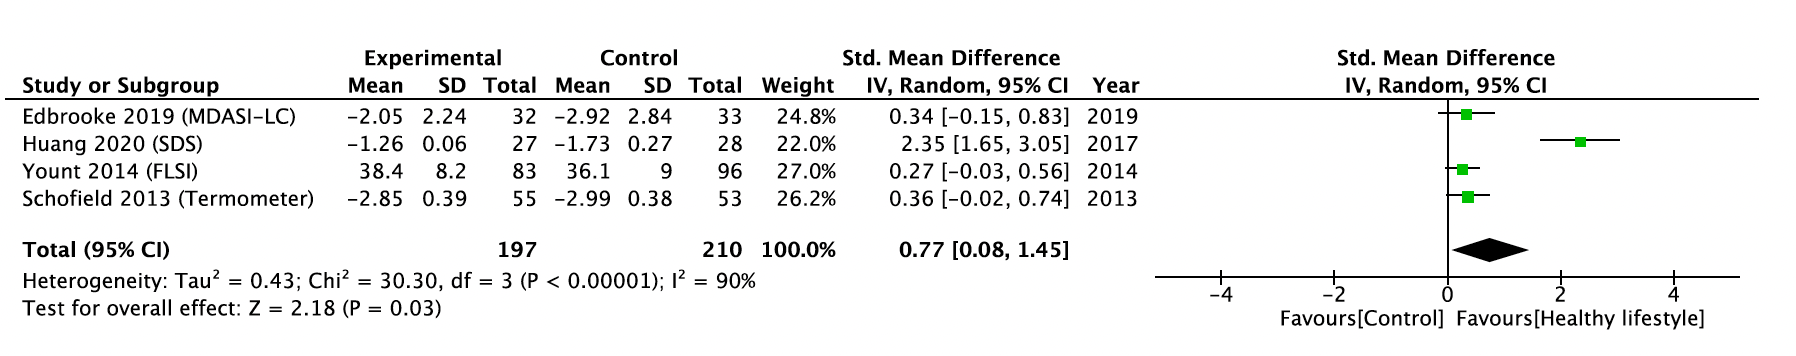 Experimental Control Std. Mean Difference Std. Mean Difference
Study or Subgroup Mean SD Total Mean SD Total Weight IV, Random, 95% CI Year IV, Random, 95% CI
Edbrooke 2019 (MDASI-LC) -2.05 2.24 32 -2.92 2.84 33 24.8% 0.34 [-0.15, 0.83] 2019
Huang 2020 (SDS) -1.26 0.06 27 -1.73 0.27 28 22.0% 2.35 [1.65, 3.05] 2017
Yount 2014 (FLSI) 38.4 8.2 83 36.1 9 96 27.0% 0.27 [-0.03, 0.56] 2014
Schofield 2013 (Termometer) -2.85 0.39 55 -2.99 0.38 53 26.2% 0.36 [-0.02, 0.74] 2013
Total (95% CI) 197 210 100.0% 0.77 [0.08, 1.45]
Heterogeneity: Tau² = 0.43; Chi² = 30.30, df = 3 (P < 0.00001); I² = 90%
Test for overall effect: Z = 2.18 (P = 0.03)
-4 -2 0 2 4
Favours[Control] Favours[Healthy lifestyle]